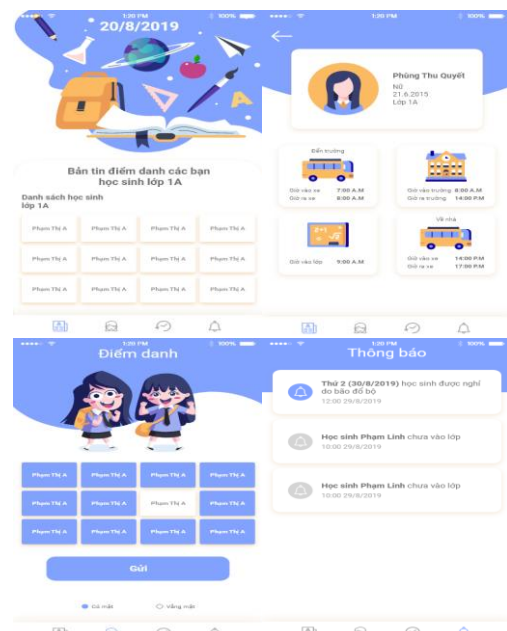 1:20 PM
100%
20/8/2019
Bản tin điểm danh các bạn
học sinh lớp 1A
Danh sách học sinh
lớp 1A
Phạm Thị A
Phạm Thị A
Phạm Thị A
Phạm Thị A
Phạm Thị A
Phạm Thị A
Phạm Thị A
Phạm Thị A
Phạm Thị A
Phạm Thị A
Phạm Thị A
Phạm Thị A
1:20 PM
100%
Phùng Thu Quyết
Nữ
21.6.2015
Lớp 1A
Đến trường
Giờ vào xe 7:00 A.M
Giờ ra xe 8:00 A.M
Giờ vào trường 8:00 A.M
Giờ ra trường 14:00 P.M
2+1
Giờ vào lớp 9:00 A.M
Về nhà
Giờ vào xe 14:00 P.M
Giờ ra xe 17:00 P.M
1:20 PM
100%
Điểm danh
Phạm Thị A
Phạm Thị A
Phạm Thị A
Phạm Thị A
Phạm Thị A
Phạm Thị A
Phạm Thị A
Phạm Thị A
Phạm Thị A
Phạm Thị A
Phạm Thị A
Phạm Thị A
Gửi
Có mặt
Vắng mặt
1:20 PM
100%
Thông báo
Thứ 2 (30/8/2019) học sinh được nghỉ
do bão đổ bộ
12:00 29/8/2019
Học sinh Phạm Linh chưa vào lớp
10:00 29/8/2019
Học sinh Phạm Linh chưa vào lớp
10:00 29/8/2019